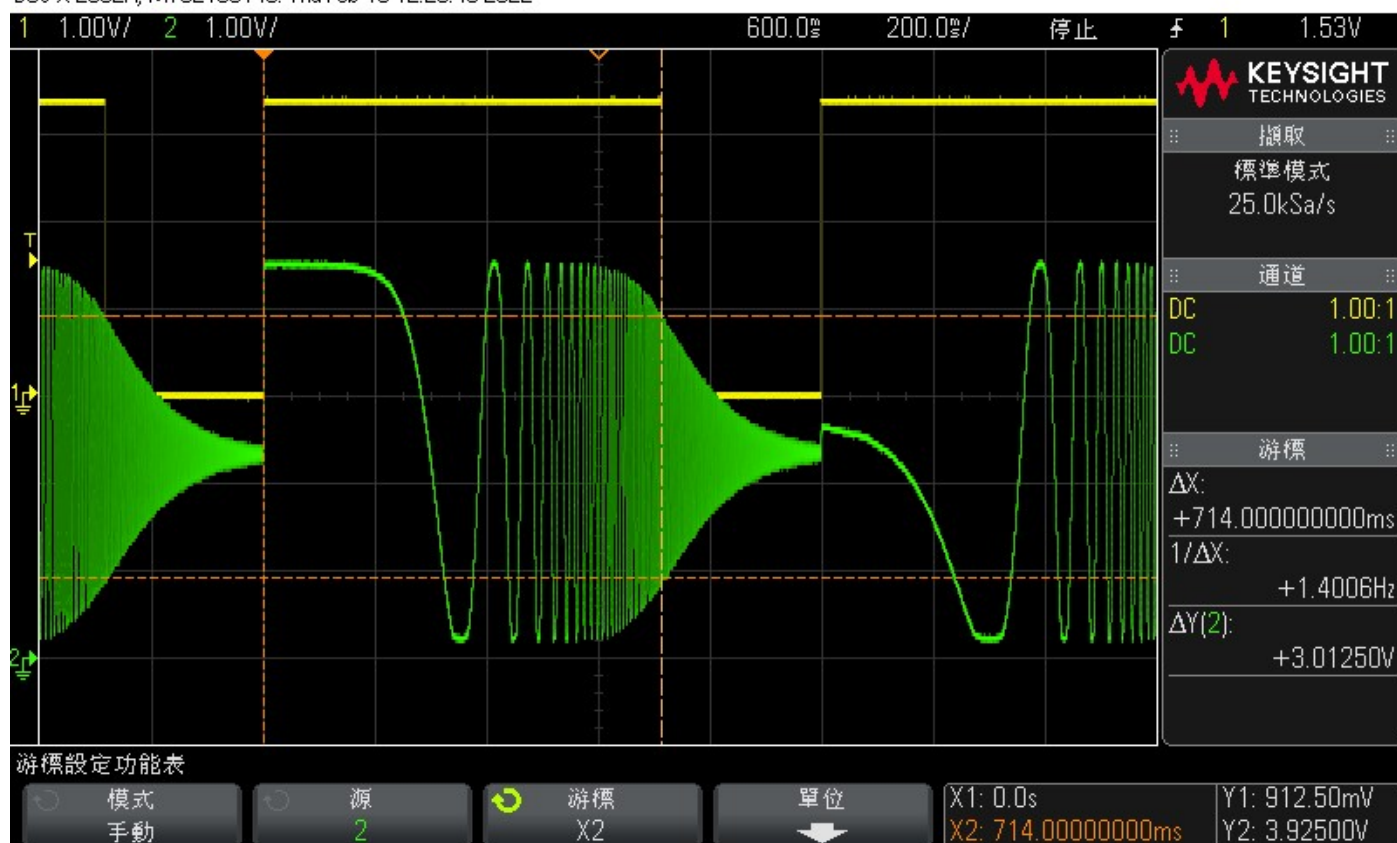 1 1.00V/ 2 1.00V/ 600.0ms 200.0ms/ 停止 1 1.53V
KEYSIGHT
TECHNOLOGIES
擷取
標準模式
25.0kSa/s
通道
DC 1.00:1
DC 1.00:1
游標
ΔX:
+714.000000000ms
1/ΔX:
+1.4006Hz
ΔY(2):
+3.01250V
T
1
2
游標設定功能表
模式
手動
源
2
游標
X2
單位
X1: 0.0s
X2: 714.00000000ms
Y1: 912.50mV
Y2: 3.92500V